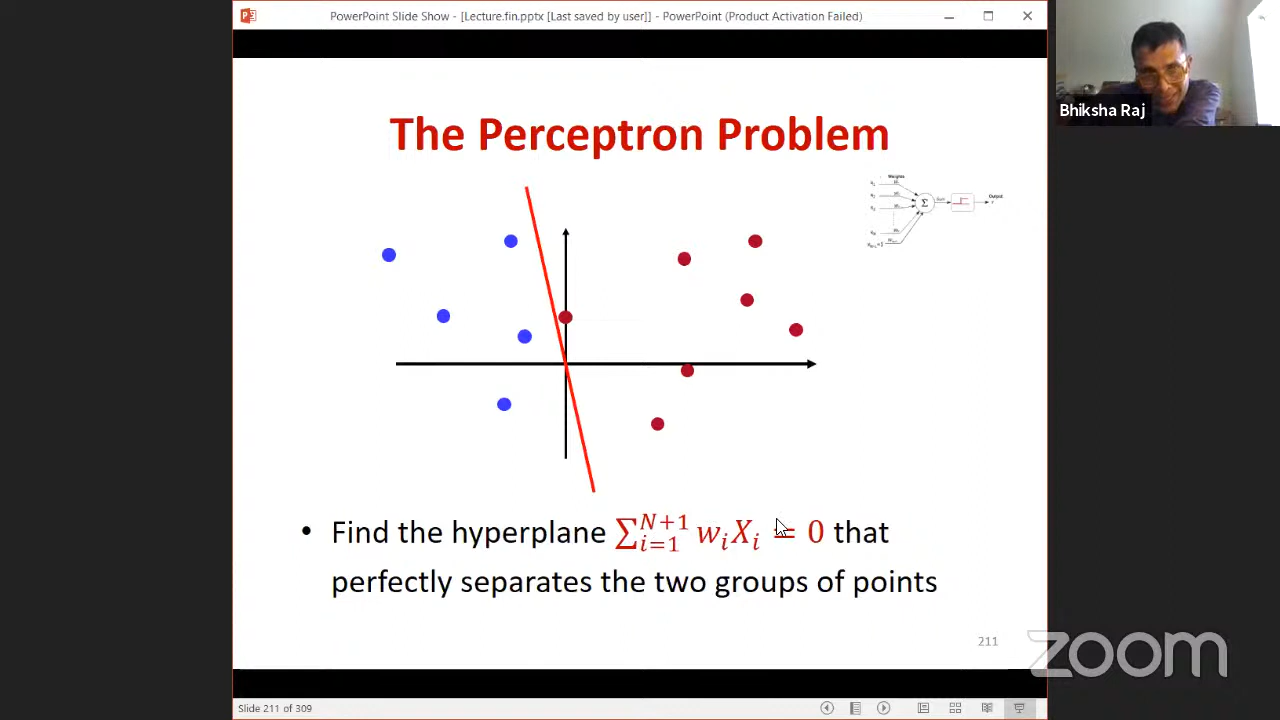 PowerPoint Slide Show - [Lecture.fin.pptx [Last saved by user]] - PowerPoint (Product Activation Failed)
Bhiksha Raj
The Perceptron Problem
Weights
Output
• Find the hyperplane ∑_{i=1}^{N+1} w_i X_i = 0 that
perfectly separates the two groups of points
211
zoom
Slide 211 of 309